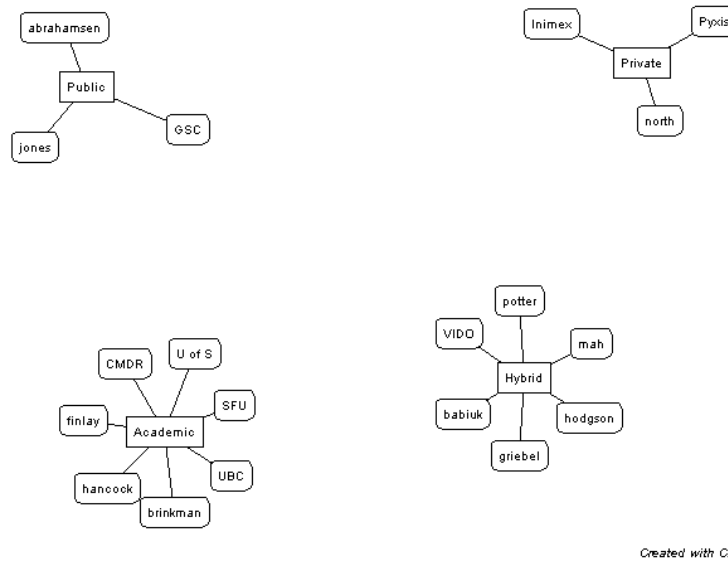 abrahamsen
Public
GSC
jones
Inimex
Pyxis
Private
north
potter
VIDO
mah
Hybrid
babiuk
hodgson
griebel
U of S
CMDR
SFU
finlay
Academic
UBC
hancock
brinkman
Created with C